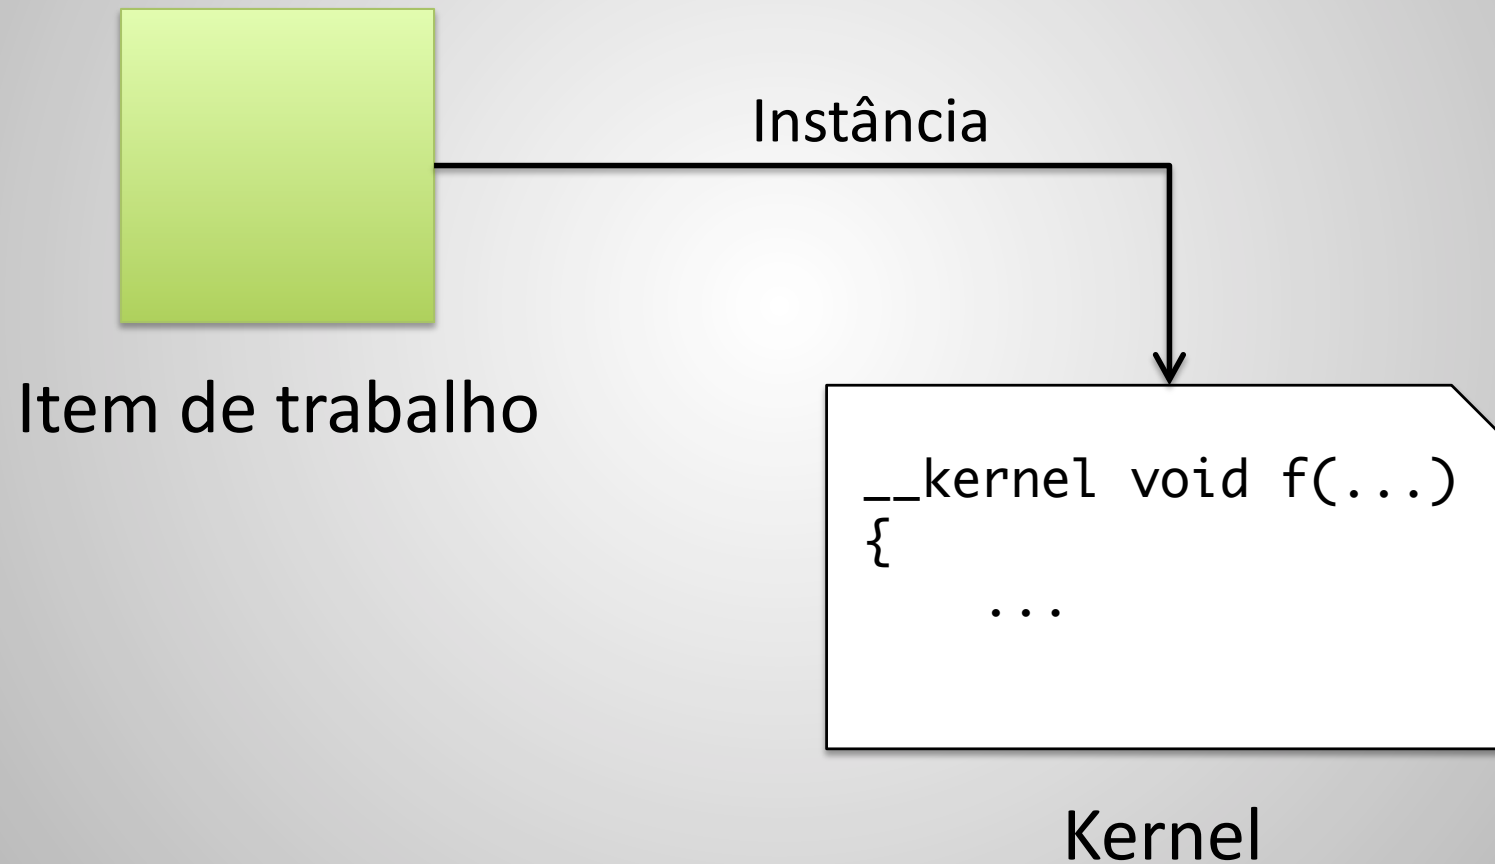 Instância
Item de trabalho
__kernel void f(...)
{
...
Kernel